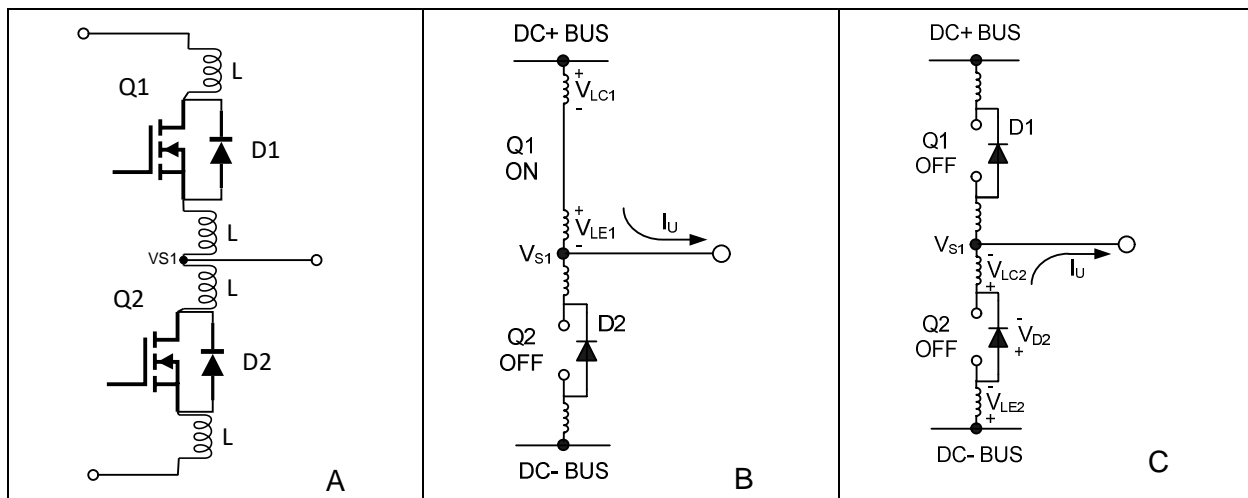 L
Q1
D1
L
VS1
L
Q2
D2
L
A
DC+ BUS
+
VLC1
-
Q1
ON
+
VLE1
-
IU
VS1
Q2
OFF
D2
DC- BUS
B
DC+ BUS
D1
Q1
OFF
VS1
-
VLC2
+
IU
Q2
OFF
-
VD2
+
-
VLE2
+
DC- BUS
C